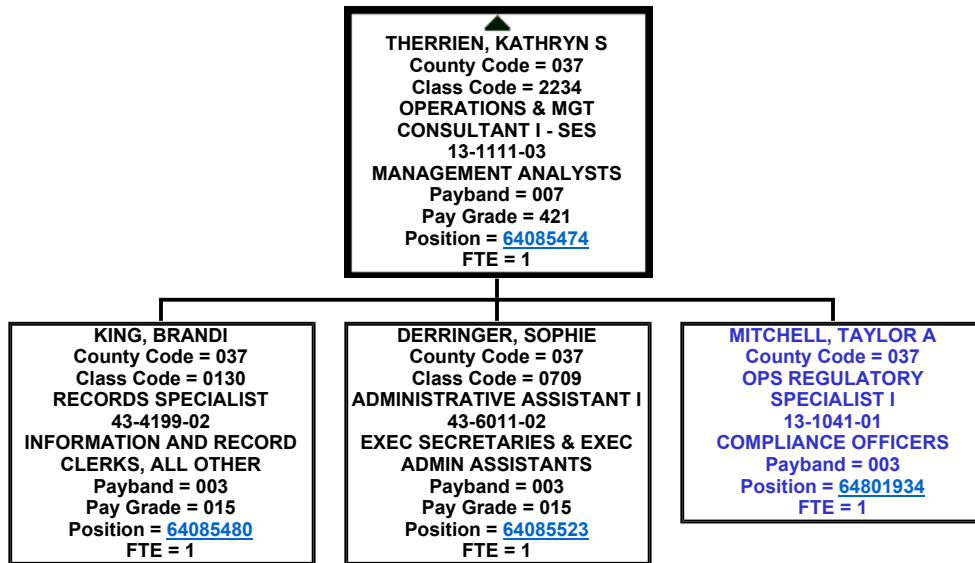 THERRIEN, KATHRYN S
County Code = 037
Class Code = 2234
OPERATIONS & MGT
CONSULTANT I - SES
13-1111-03
MANAGEMENT ANALYSTS
Payband = 007
Pay Grade = 421
Position = 64085474
FTE = 1
KING, BRANDI
County Code = 037
Class Code = 0130
RECORDS SPECIALIST
43-4199-02
INFORMATION AND RECORD
CLERKS, ALL OTHER
Payband = 003
Pay Grade = 015
Position = 64085480
FTE = 1
DERRINGER, SOPHIE
County Code = 037
Class Code = 0709
ADMINISTRATIVE ASSISTANT I
43-6011-02
EXEC SECRETARIES & EXEC
ADMIN ASSISTANTS
Payband = 003
Pay Grade = 015
Position = 64085523
FTE = 1
MITCHELL, TAYLOR A
County Code = 037
OPS REGULATORY
SPECIALIST I
13-1041-01
COMPLIANCE OFFICERS
Payband = 003
Position = 64801934
FTE = 1